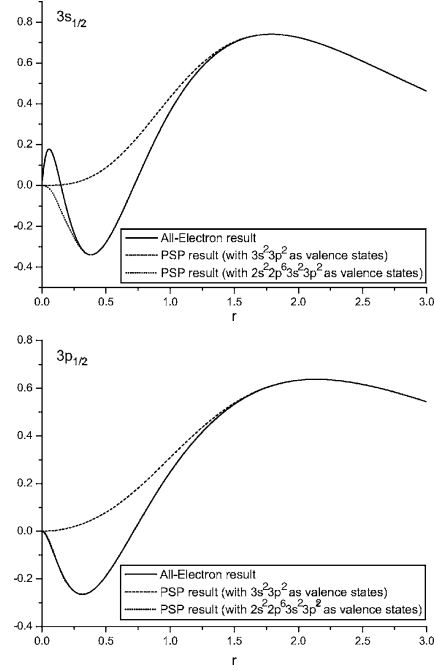 3s1/2
0.8
0.6
0.4
0.2
0.0
-0.2
-0.4
All-Electron result
PSP result (with 3s²3p² as valence states)
PSP result (with 2s²2p⁶3s²3p² as valence states)
0.0 0.5 1.0 1.5 2.0 2.5 3.0
r
3p1/2
0.8
0.6
0.4
0.2
0.0
-0.2
-0.4
All-Electron result
PSP result (with 3s²3p² as valence states)
PSP result (with 2s²2p⁶3s²3p² as valence states)
0.0 0.5 1.0 1.5 2.0 2.5 3.0
r